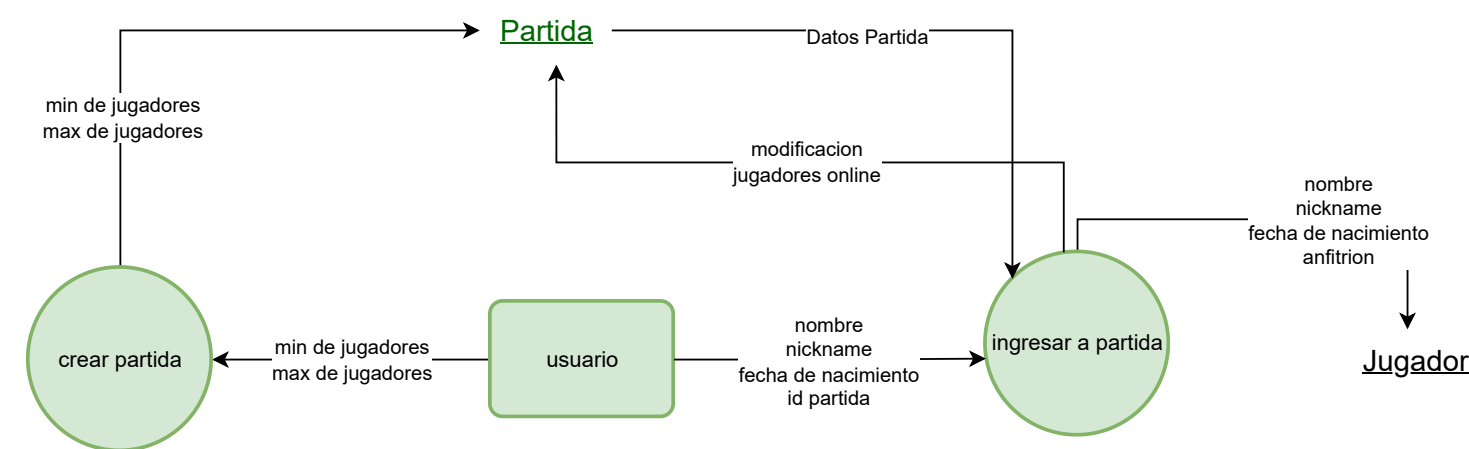 Partida
Datos Partida
min de jugadores
max de jugadores
modificacion
jugadores online
nombre
nickname
fecha de nacimiento
anfitrion
crear partida
min de jugadores
max de jugadores
usuario
nombre
nickname
fecha de nacimiento
id partida
ingresar a partida
Jugador